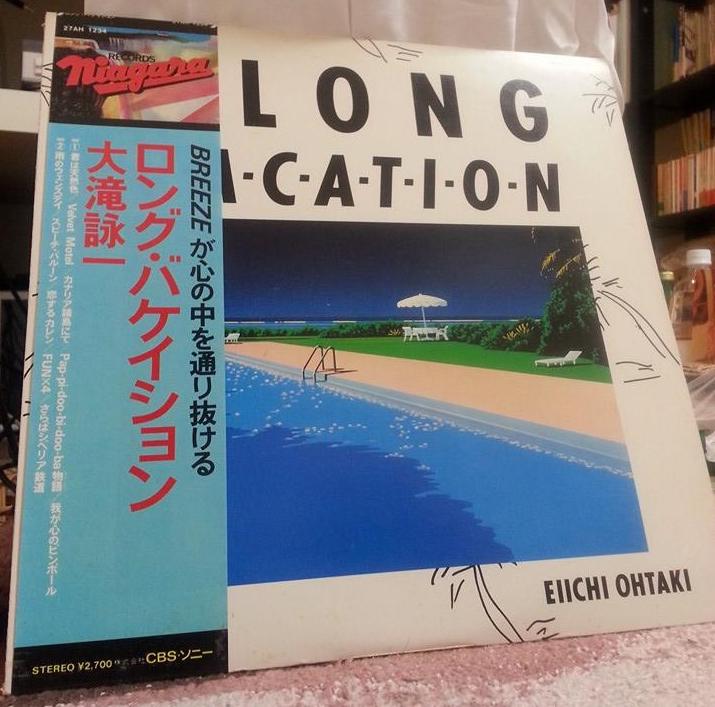 27AH 1234
RECORDS
Niagara
LONG
A·C·A·T·I·O·N
BREEZEが心の中を通り抜ける
ロング・バケイション
大滝詠一
① 君は天然色/Velvet Motel/カナリア諸島にて/Pap-pi-doo-bi-doo-ba物語/我が心のピンボール
② 雨のウェンズデイ/スピーチ・バルーン/恋するカレン/FUN×4/さらばシベリア鉄道
EIICHI OHTAKI
STEREO ¥2,700 株式会社 CBS・ソニー